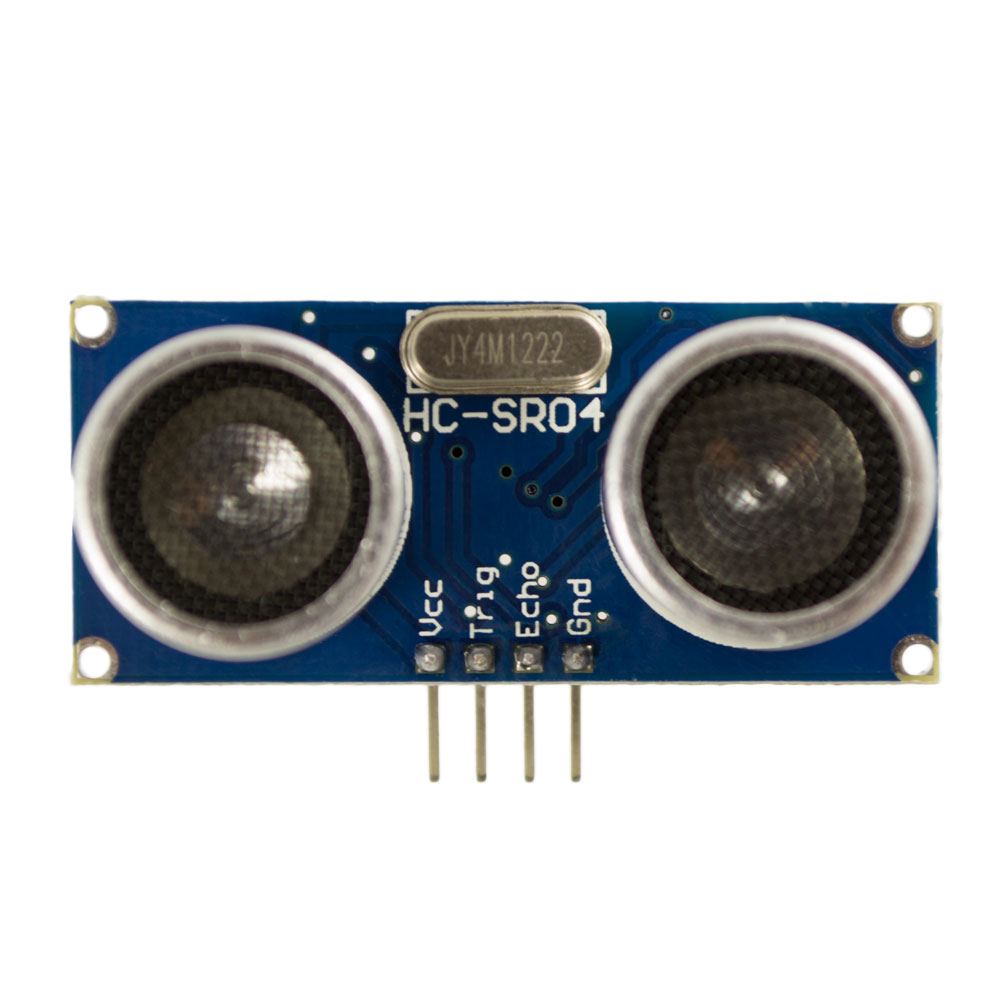 JY4M1222
HC-SR04
Vcc
Trig
Echo
Gnd